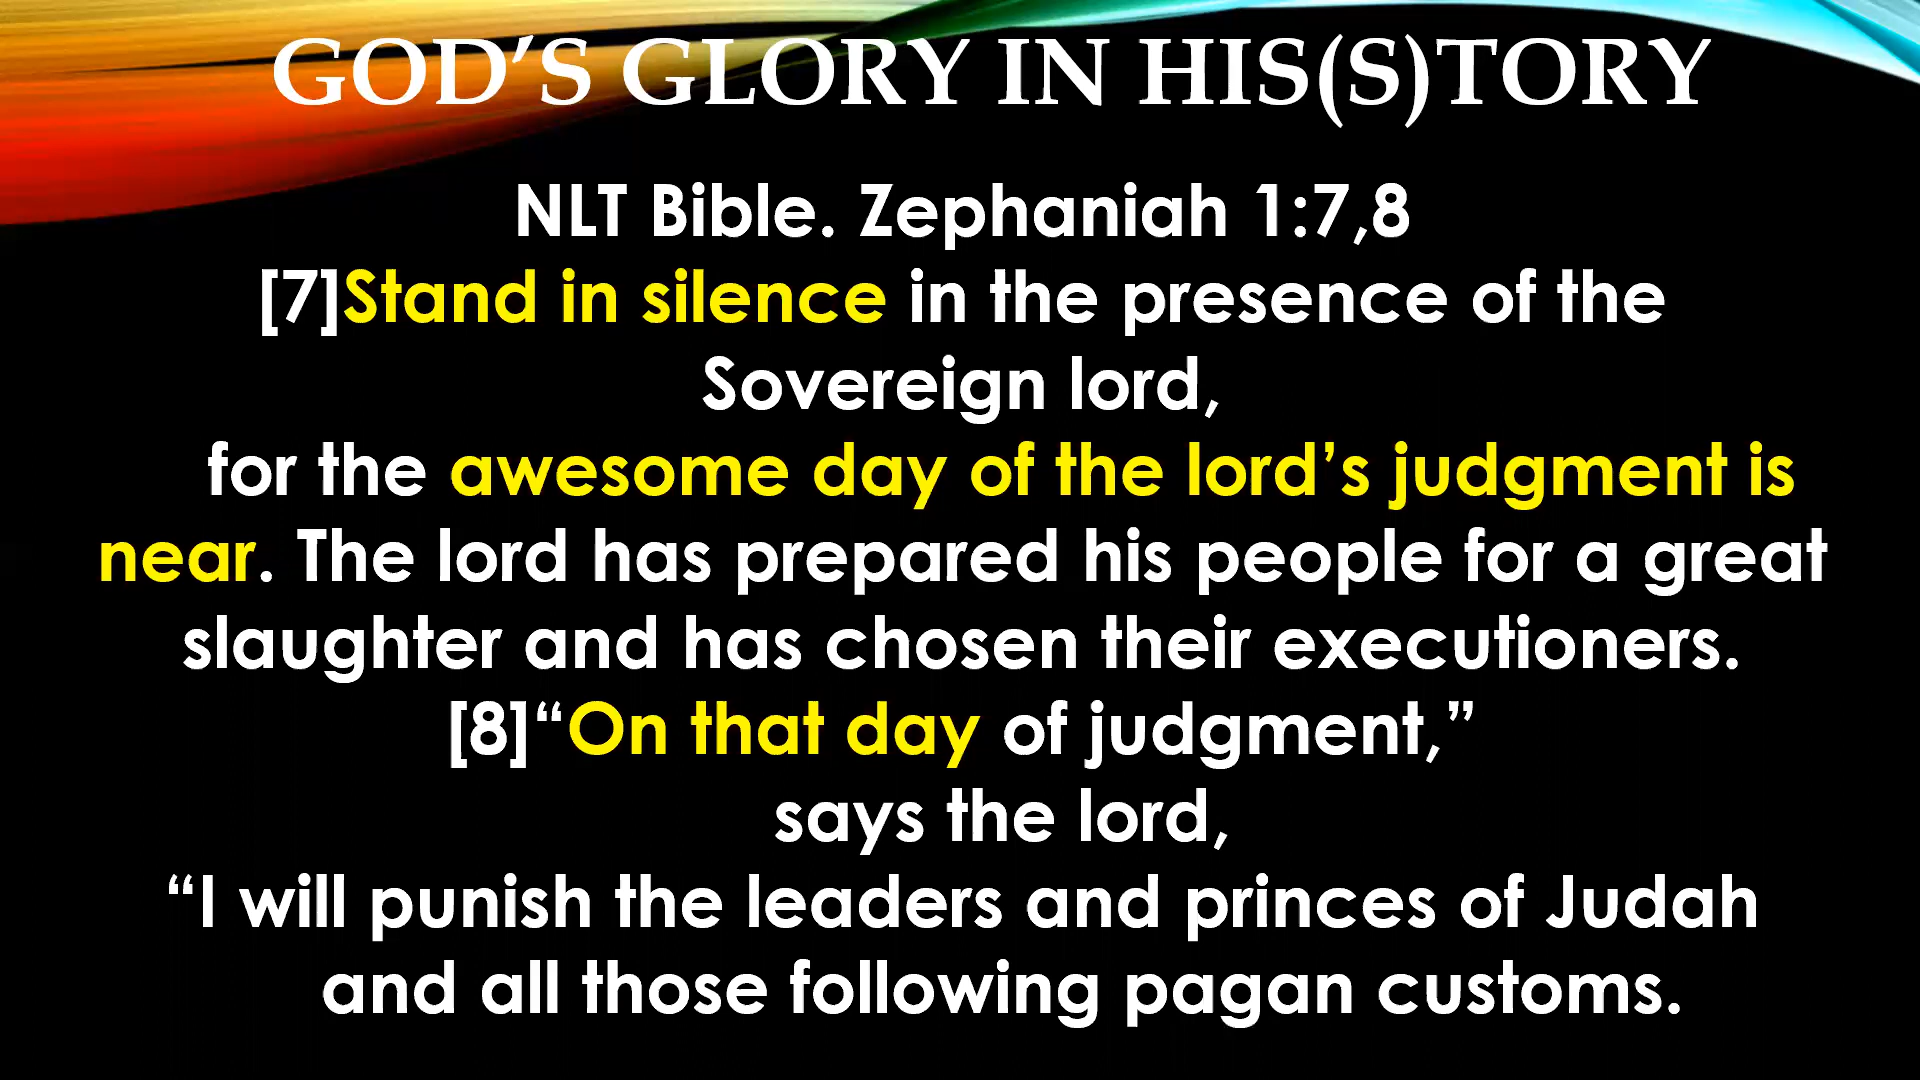 GOD’S GLORY IN HIS(S)TORY
NLT Bible. Zephaniah 1:7,8
[7]Stand in silence in the presence of the
Sovereign lord,
for the awesome day of the lord’s judgment is
near. The lord has prepared his people for a great
slaughter and has chosen their executioners.
[8]“On that day of judgment,”
says the lord,
“I will punish the leaders and princes of Judah
and all those following pagan customs.